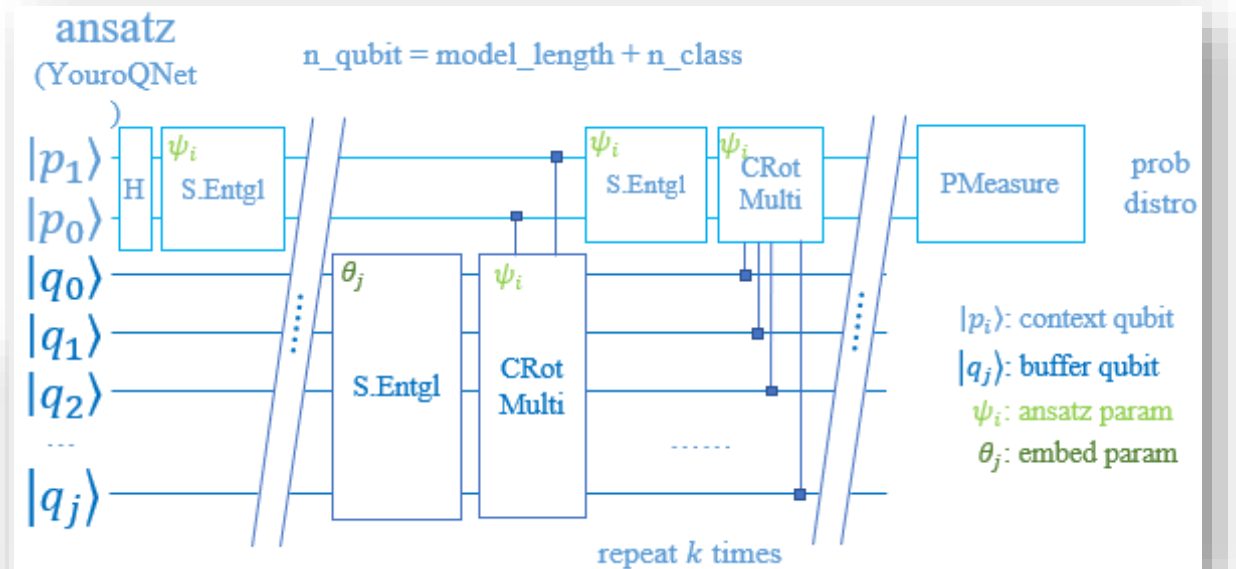 ansatz
(YouroQNet
)
n_qubit = model_length + n_class
|p₁⟩
|p₀⟩
|q₀⟩
|q₁⟩
|q₂⟩
...
|qⱼ⟩
H
ψᵢ
S.Entgl
θⱼ
S.Entgl
ψᵢ
CRot
Multi
ψᵢ
S.Entgl
ψᵢ
CRot
Multi
PMeasure
prob
distro
......
repeat k times
|pᵢ⟩: context qubit
|qⱼ⟩: buffer qubit
ψᵢ: ansatz param
θⱼ: embed param